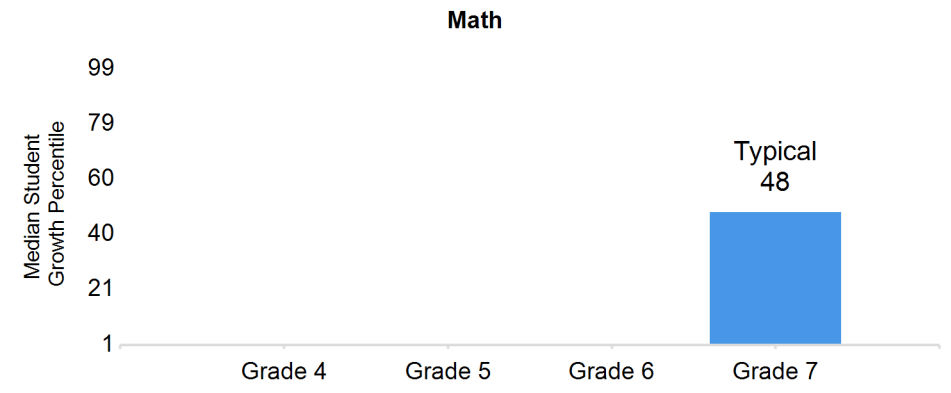 Math
Median Student
Growth Percentile
99
79
60
40
21
1
Typical
48
Grade 4
Grade 5
Grade 6
Grade 7